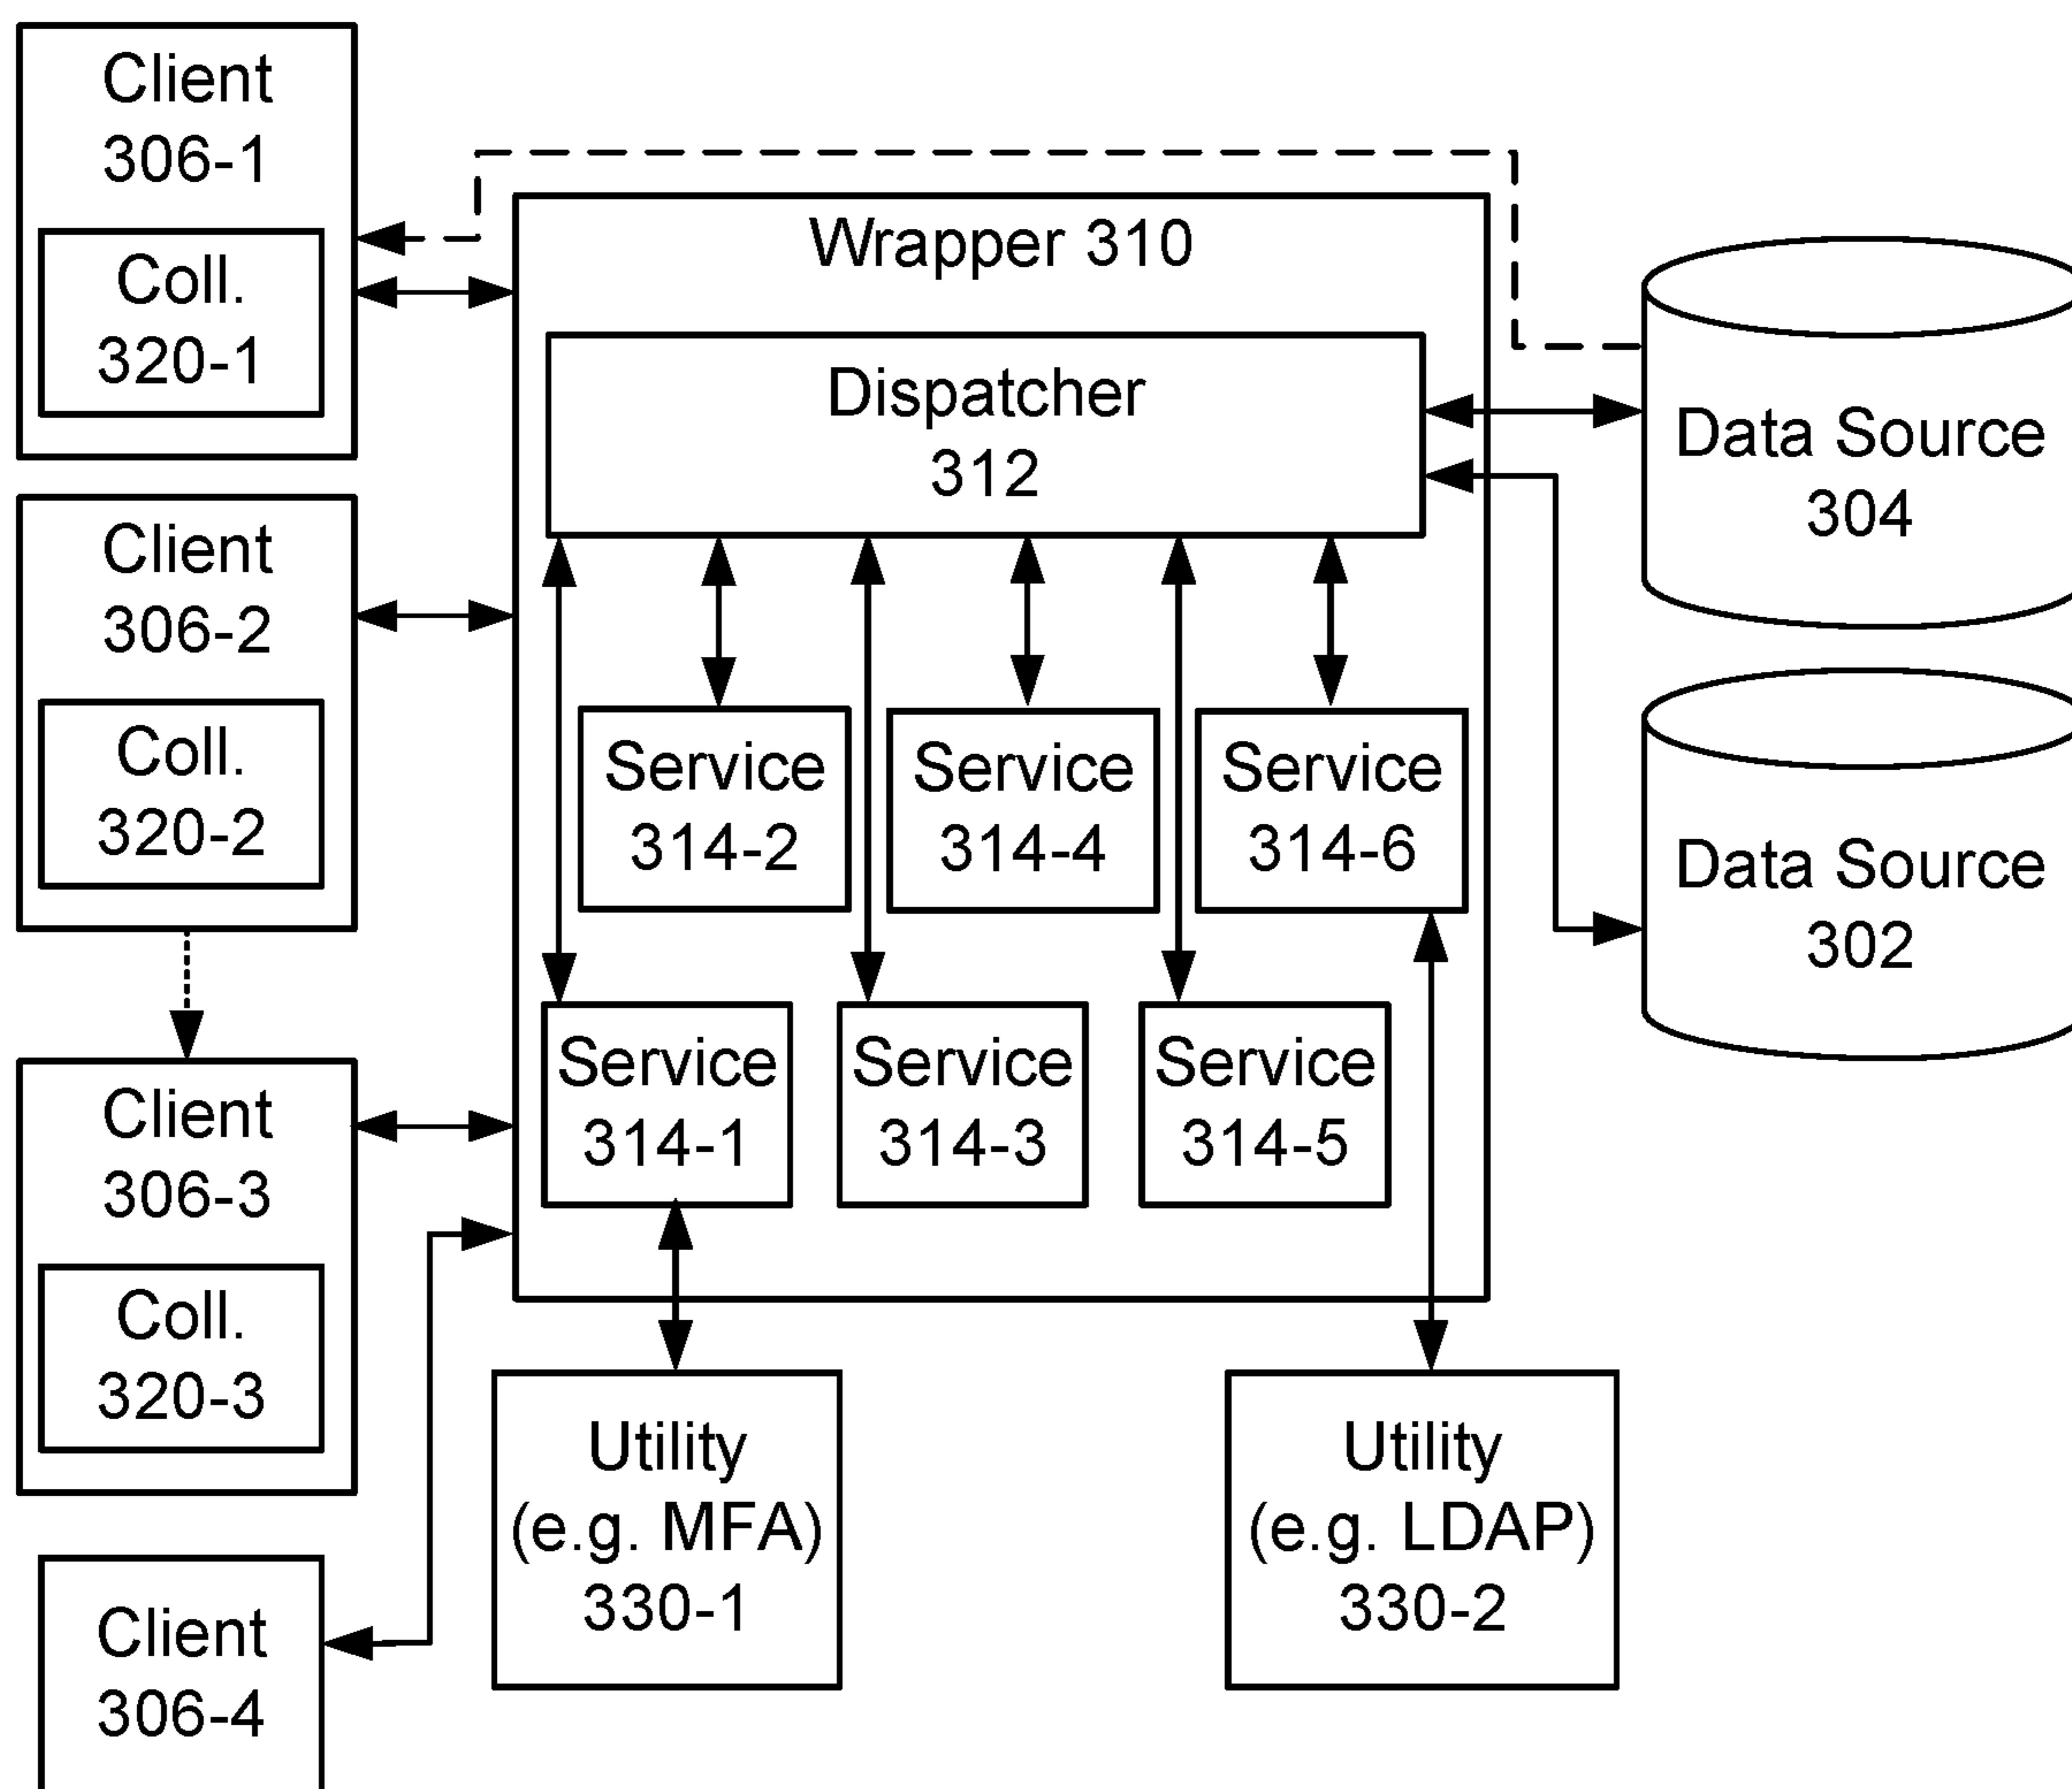 Client
306-1
Coll.
320-1
Client
306-2
Coll.
320-2
Client
306-3
Coll.
320-3
Client
306-4
Wrapper 310
Dispatcher
312
Service
314-2
Service
314-4
Service
314-6
Service
314-1
Service
314-3
Service
314-5
Utility
(e.g. MFA)
330-1
Utility
(e.g. LDAP)
330-2
Data Source
304
Data Source
302